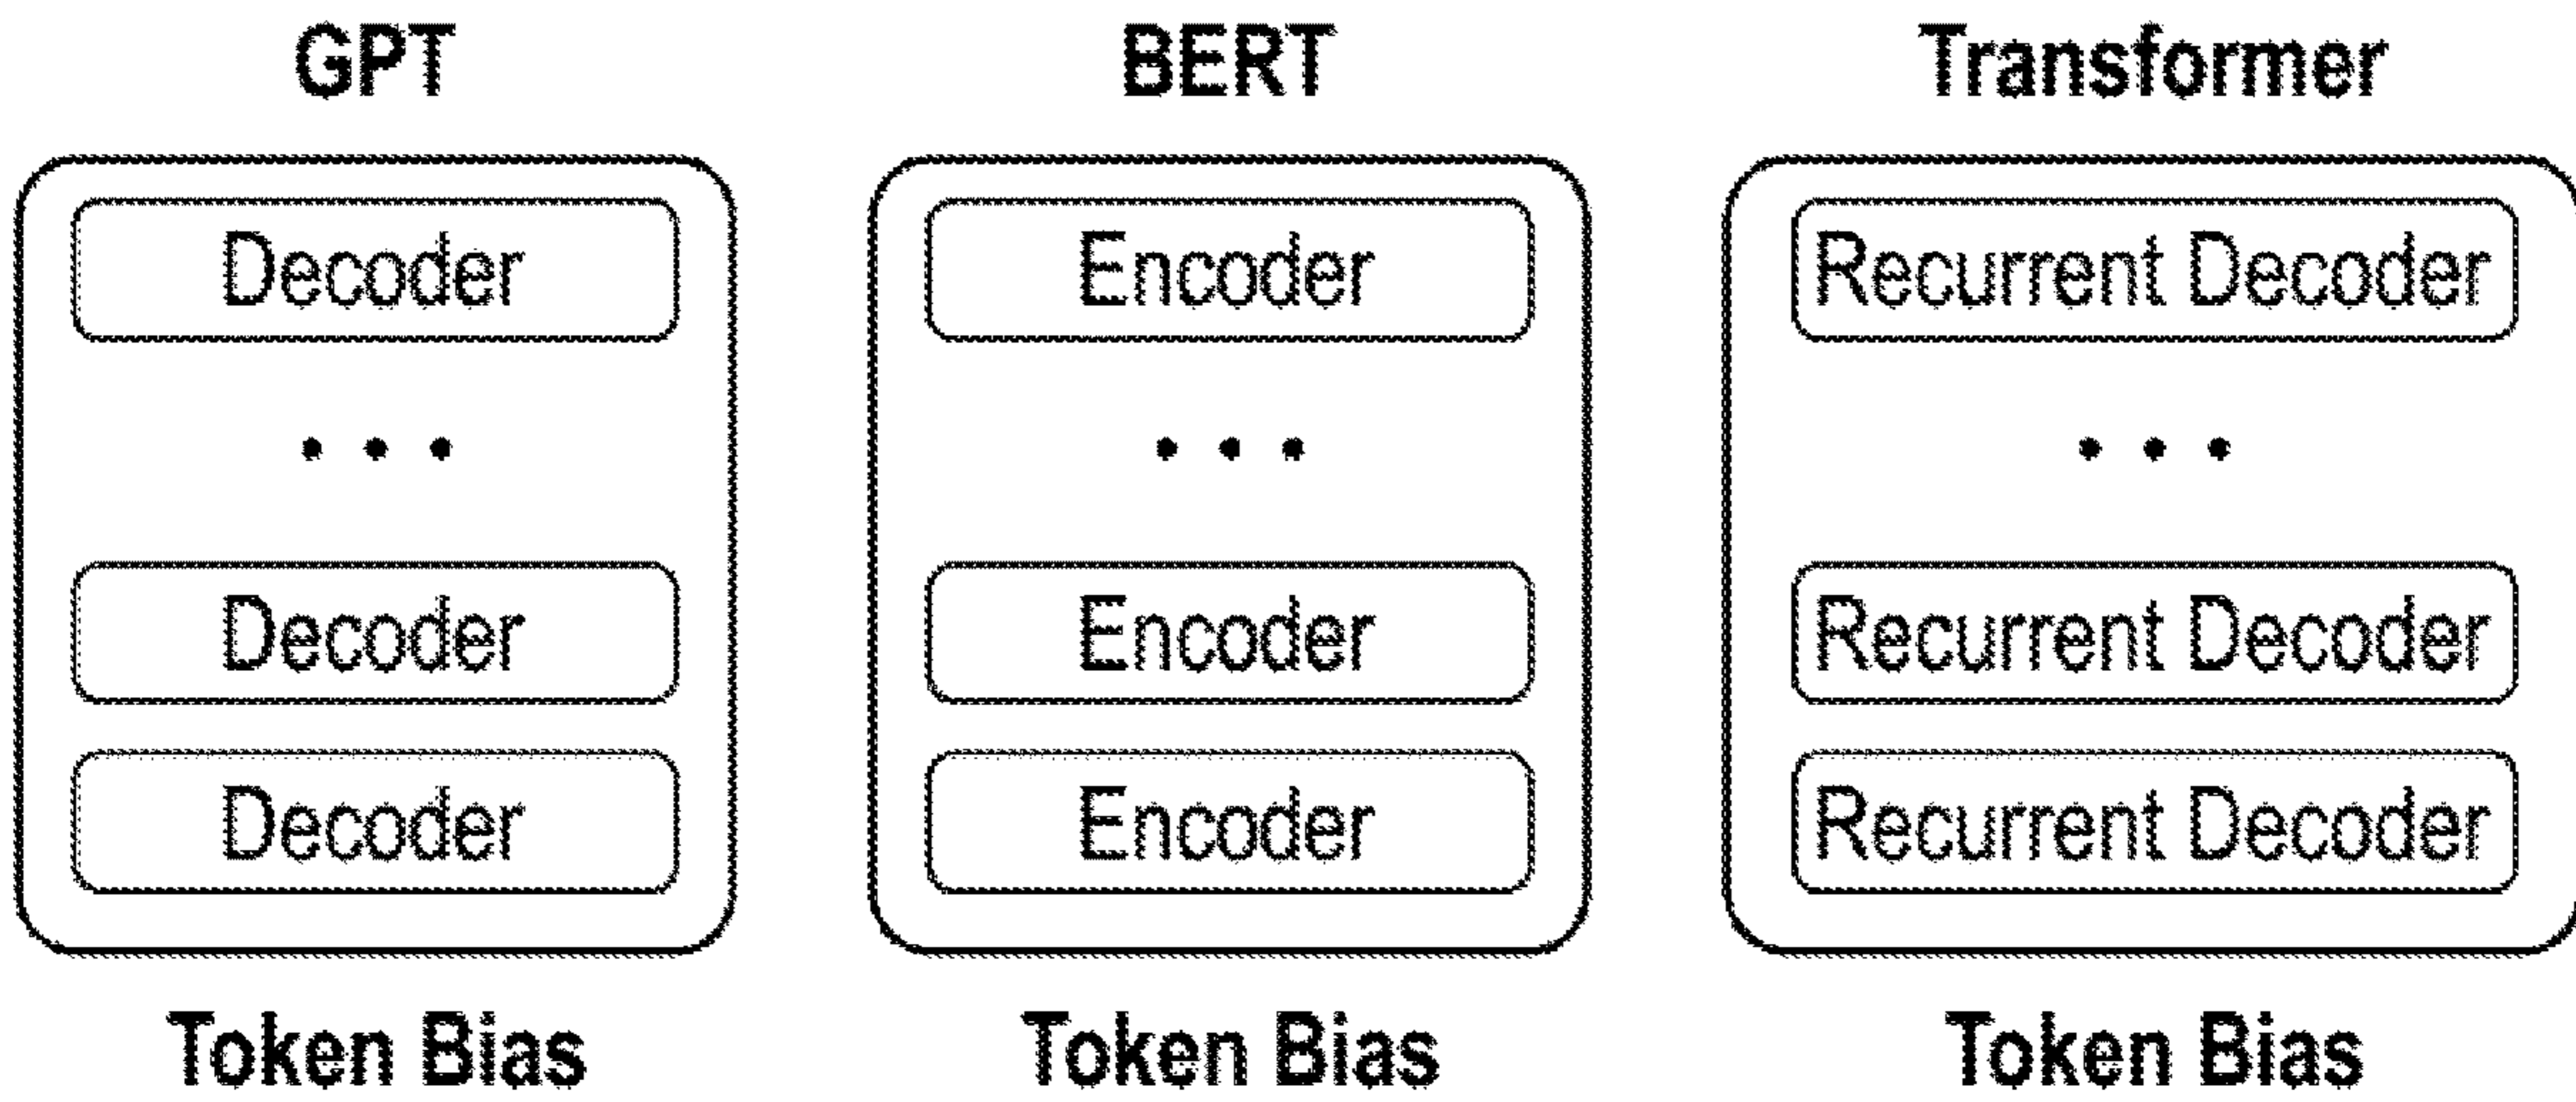 GPT
Decoder
. . .
Decoder
Decoder
Token Bias
BERT
Encoder
. . .
Encoder
Encoder
Token Bias
Transformer
Recurrent Decoder
. . .
Recurrent Decoder
Recurrent Decoder
Token Bias